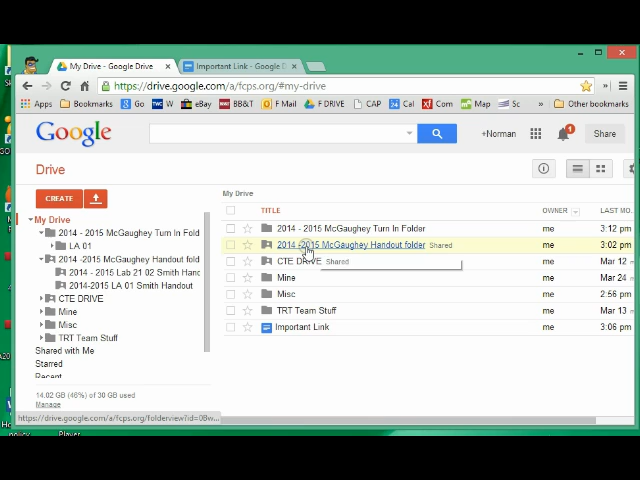 My Drive - Google Drive
Important Link - Google D
https://drive.google.com/a/fcps.org/#my-drive
Apps Bookmarks Go WC W eBay BB&T F Mail F DRIVE CAP Cal Com Map Sc » Other bookmarks
Google +Norman 1 Share
Drive
CREATE
My Drive
2014 - 2015 McGaughey Turn In Fold
LA 01
2014 -2015 McGaughey Handout fold
2014 - 2015 Lab 21 02 Smith Hand
2014-2015 LA 01 Smith Handout
CTE DRIVE
Mine
Misc
TRT Team Stuff
Shared with Me
Starred
Recent
14.02 GB (46%) of 30 GB used
Manage
My Drive
TITLE OWNER LAST MO
2014 - 2015 McGaughey Turn In Folder me 3:12 pm
2014 -2015 McGaughey Handout folder Shared me 3:02 pm
CTE DRIVE Shared me Mar 12
Mine me Mar 24
Misc me 2:56 pm
TRT Team Stuff me Mar 13
Important Link me 3:06 pm
https://drive.google.com/a/fcps.org/folderview?id=0Bw
Player